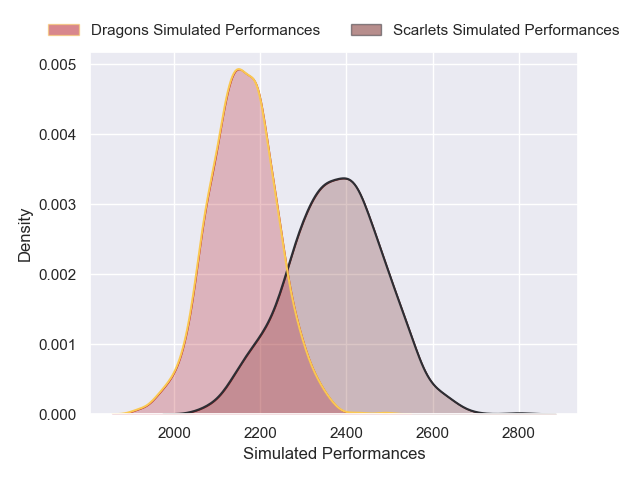 Dragons Simulated Performances Scarlets Simulated Performances
0.005
0.004
0.003
0.002
0.001
0.000
Density
2000 2200 2400 2600 2800
Simulated Performances